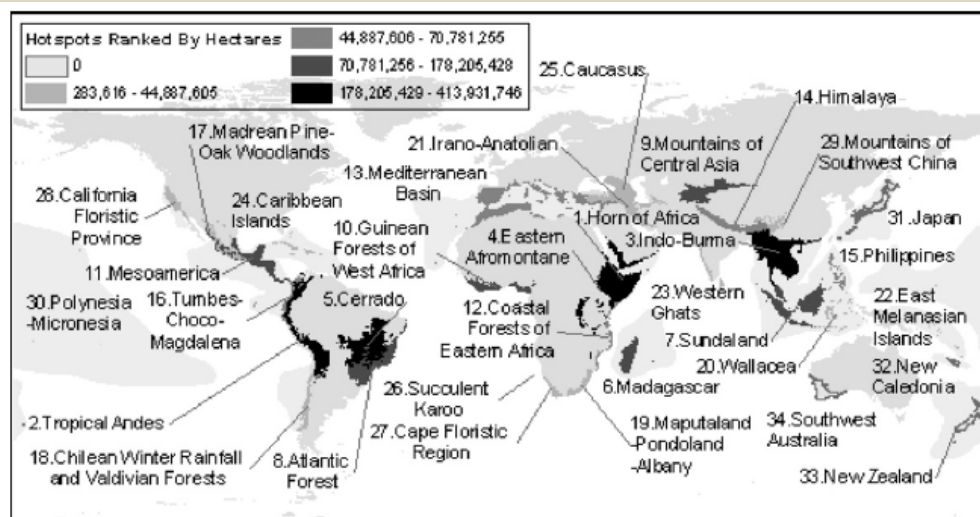 Hotspots Ranked By Hectares
0
283,616 - 44,887,605
44,887,606 - 70,781,255
70,781,256 - 178,205,428
178,205,429 - 413,931,746
25.Caucasus
14.Himalaya
17.Madrean Pine-
Oak Woodlands
21.Irano-Anatolian
9.Mountains of
Central Asia
29.Mountains of
Southwest China
13.Mediterranean
Basin
28.California
Floristic
Province
24.Caribbean
Islands
10.Guinean
Forests of
West Africa
1.Horn of Africa
4.Eastern
Afromontane
3.Indo-Burma
31.Japan
11.Mesoamerica
15.Philippines
30.Polynesia
-Micronesia
16.Tumbes-
Choco-
Magdalena
5.Cerrado
12.Coastal
Forests of
Eastern Africa
23.Western
Ghats
22.East
Melanasian
Islands
7.Sundaland
20.Wallacea
32.New
Caledonia
26.Succulent
Karoo
6.Madagascar
2.Tropical Andes
27.Cape Floristic
Region
19.Maputaland-
Pondoland
-Albany
34.Southwest
Australia
18.Chilean Winter Rainfall
and Valdivian Forests
8.Atlantic
Forest
33.New Zealand